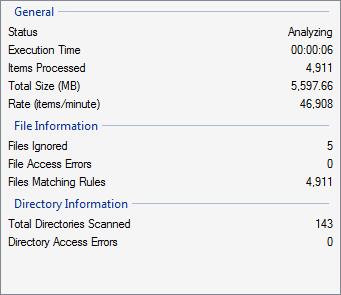 General
Status Analyzing
Execution Time 00:00:06
Items Processed 4,911
Total Size (MB) 5,597.66
Rate (items/minute) 46,908
File Information
Files Ignored 5
File Access Errors 0
Files Matching Rules 4,911
Directory Information
Total Directories Scanned 143
Directory Access Errors 0